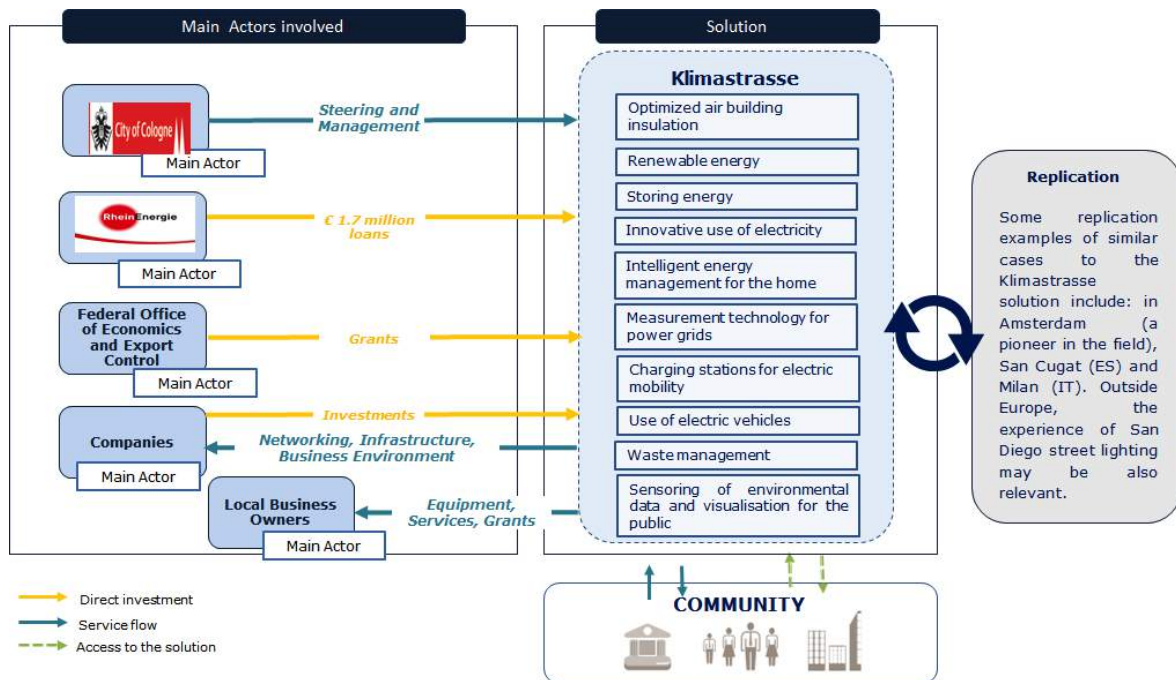 Main Actors involved
Solution
City of Cologne
Main Actor
Steering and
Management
RheinEnergie
Main Actor
€ 1.7 million
loans
Federal Office
of Economics
and Export
Control
Main Actor
Grants
Companies
Main Actor
Investments
Networking, Infrastructure,
Business Environment
Local Business
Owners
Main Actor
Equipment,
Services, Grants
Klimastrasse
Optimized air building
insulation
Renewable energy
Storing energy
Innovative use of electricity
Intelligent energy
management for the home
Measurement technology for
power grids
Charging stations for electric
mobility
Use of electric vehicles
Waste management
Sensoring of environmental
data and visualisation for the
public
Replication
Some replication
examples of similar
cases to the
Klimastrasse
solution include: in
Amsterdam (a
pioneer in the field),
San Cugat (ES) and
Milan (IT). Outside
Europe, the
experience of San
Diego street lighting
may be also
relevant.
Direct investment
Service flow
Access to the solution
COMMUNITY